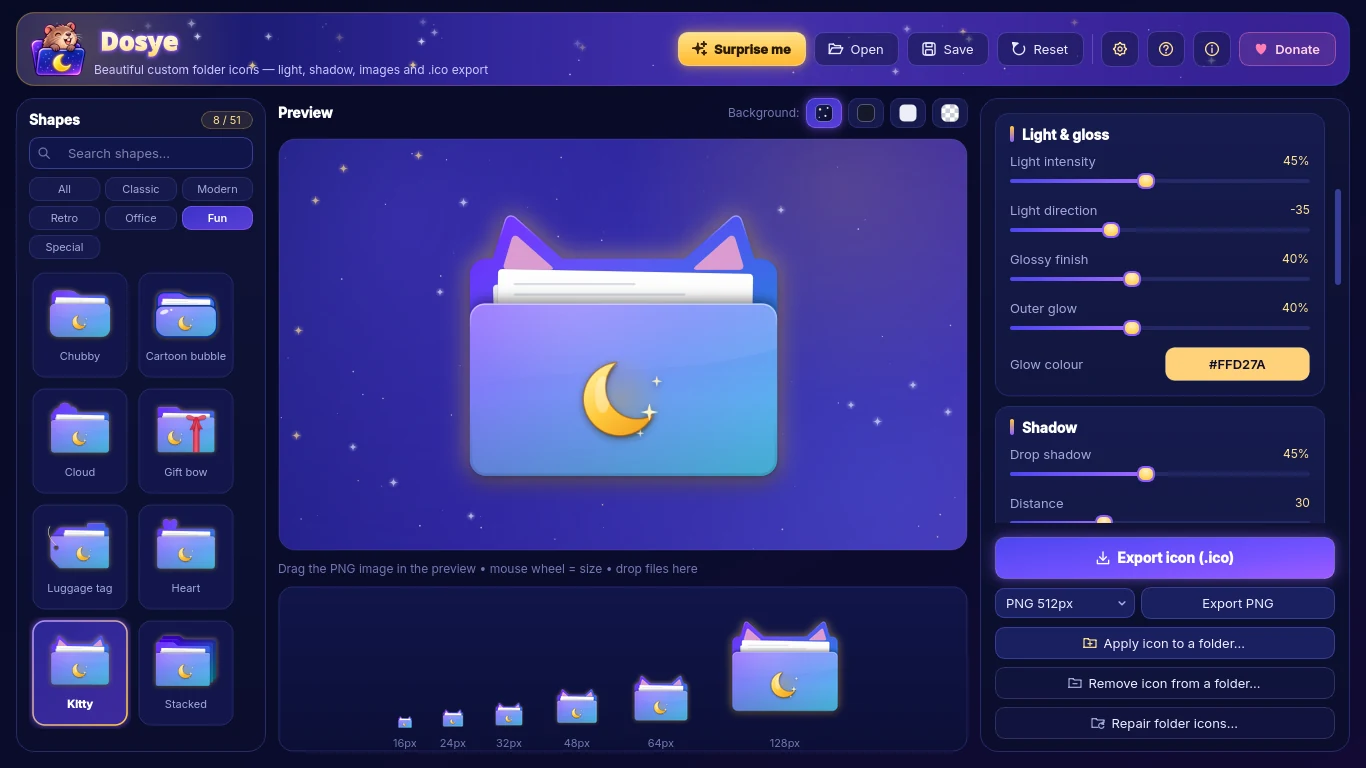 Dosye
Beautiful custom folder icons — light, shadow, images and .ico export
Surprise me
Open
Save
Reset
Donate
Shapes
8 / 51
Search shapes...
All
Classic
Modern
Retro
Office
Fun
Special
Chubby
Cartoon bubble
Cloud
Gift bow
Luggage tag
Heart
Kitty
Stacked
Preview
Background:
Drag the PNG image in the preview • mouse wheel = size • drop files here
16px
24px
32px
48px
64px
128px
Light & gloss
Light intensity
45%
Light direction
-35
Glossy finish
40%
Outer glow
40%
Glow colour
#FFD27A
Shadow
Drop shadow
45%
Distance
30
Export icon (.ico)
PNG 512px
Export PNG
Apply icon to a folder...
Remove icon from a folder...
Repair folder icons...